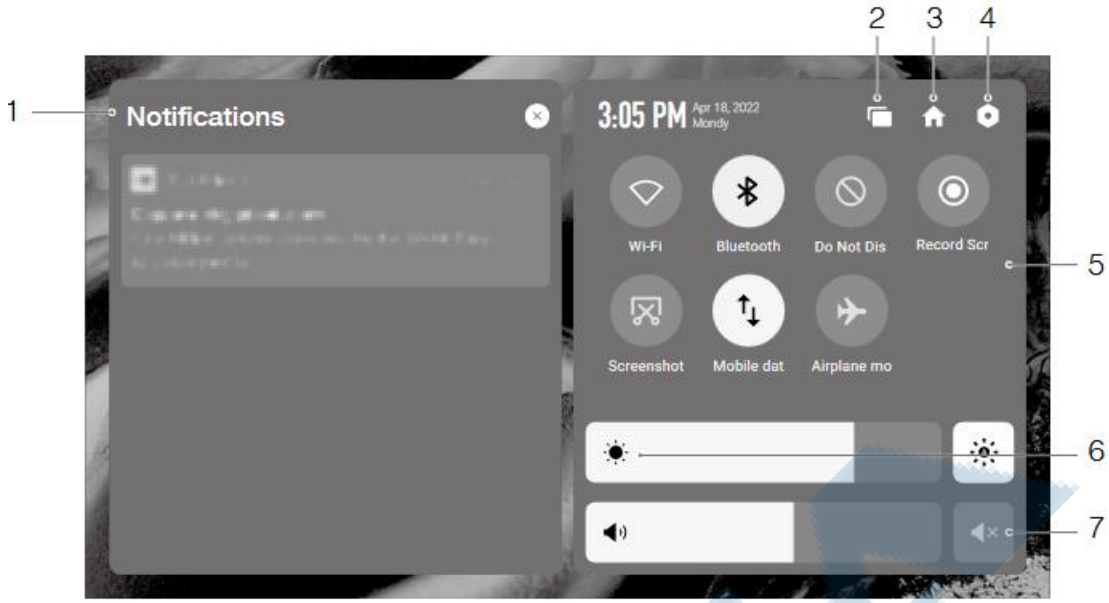 2 3 4
1
Notifications
3:05 PM Apr 18, 2022
Mondy
Wi-Fi Bluetooth Do Not Dis Record Scr
5
Screenshot Mobile dat Airplane mo
6
7